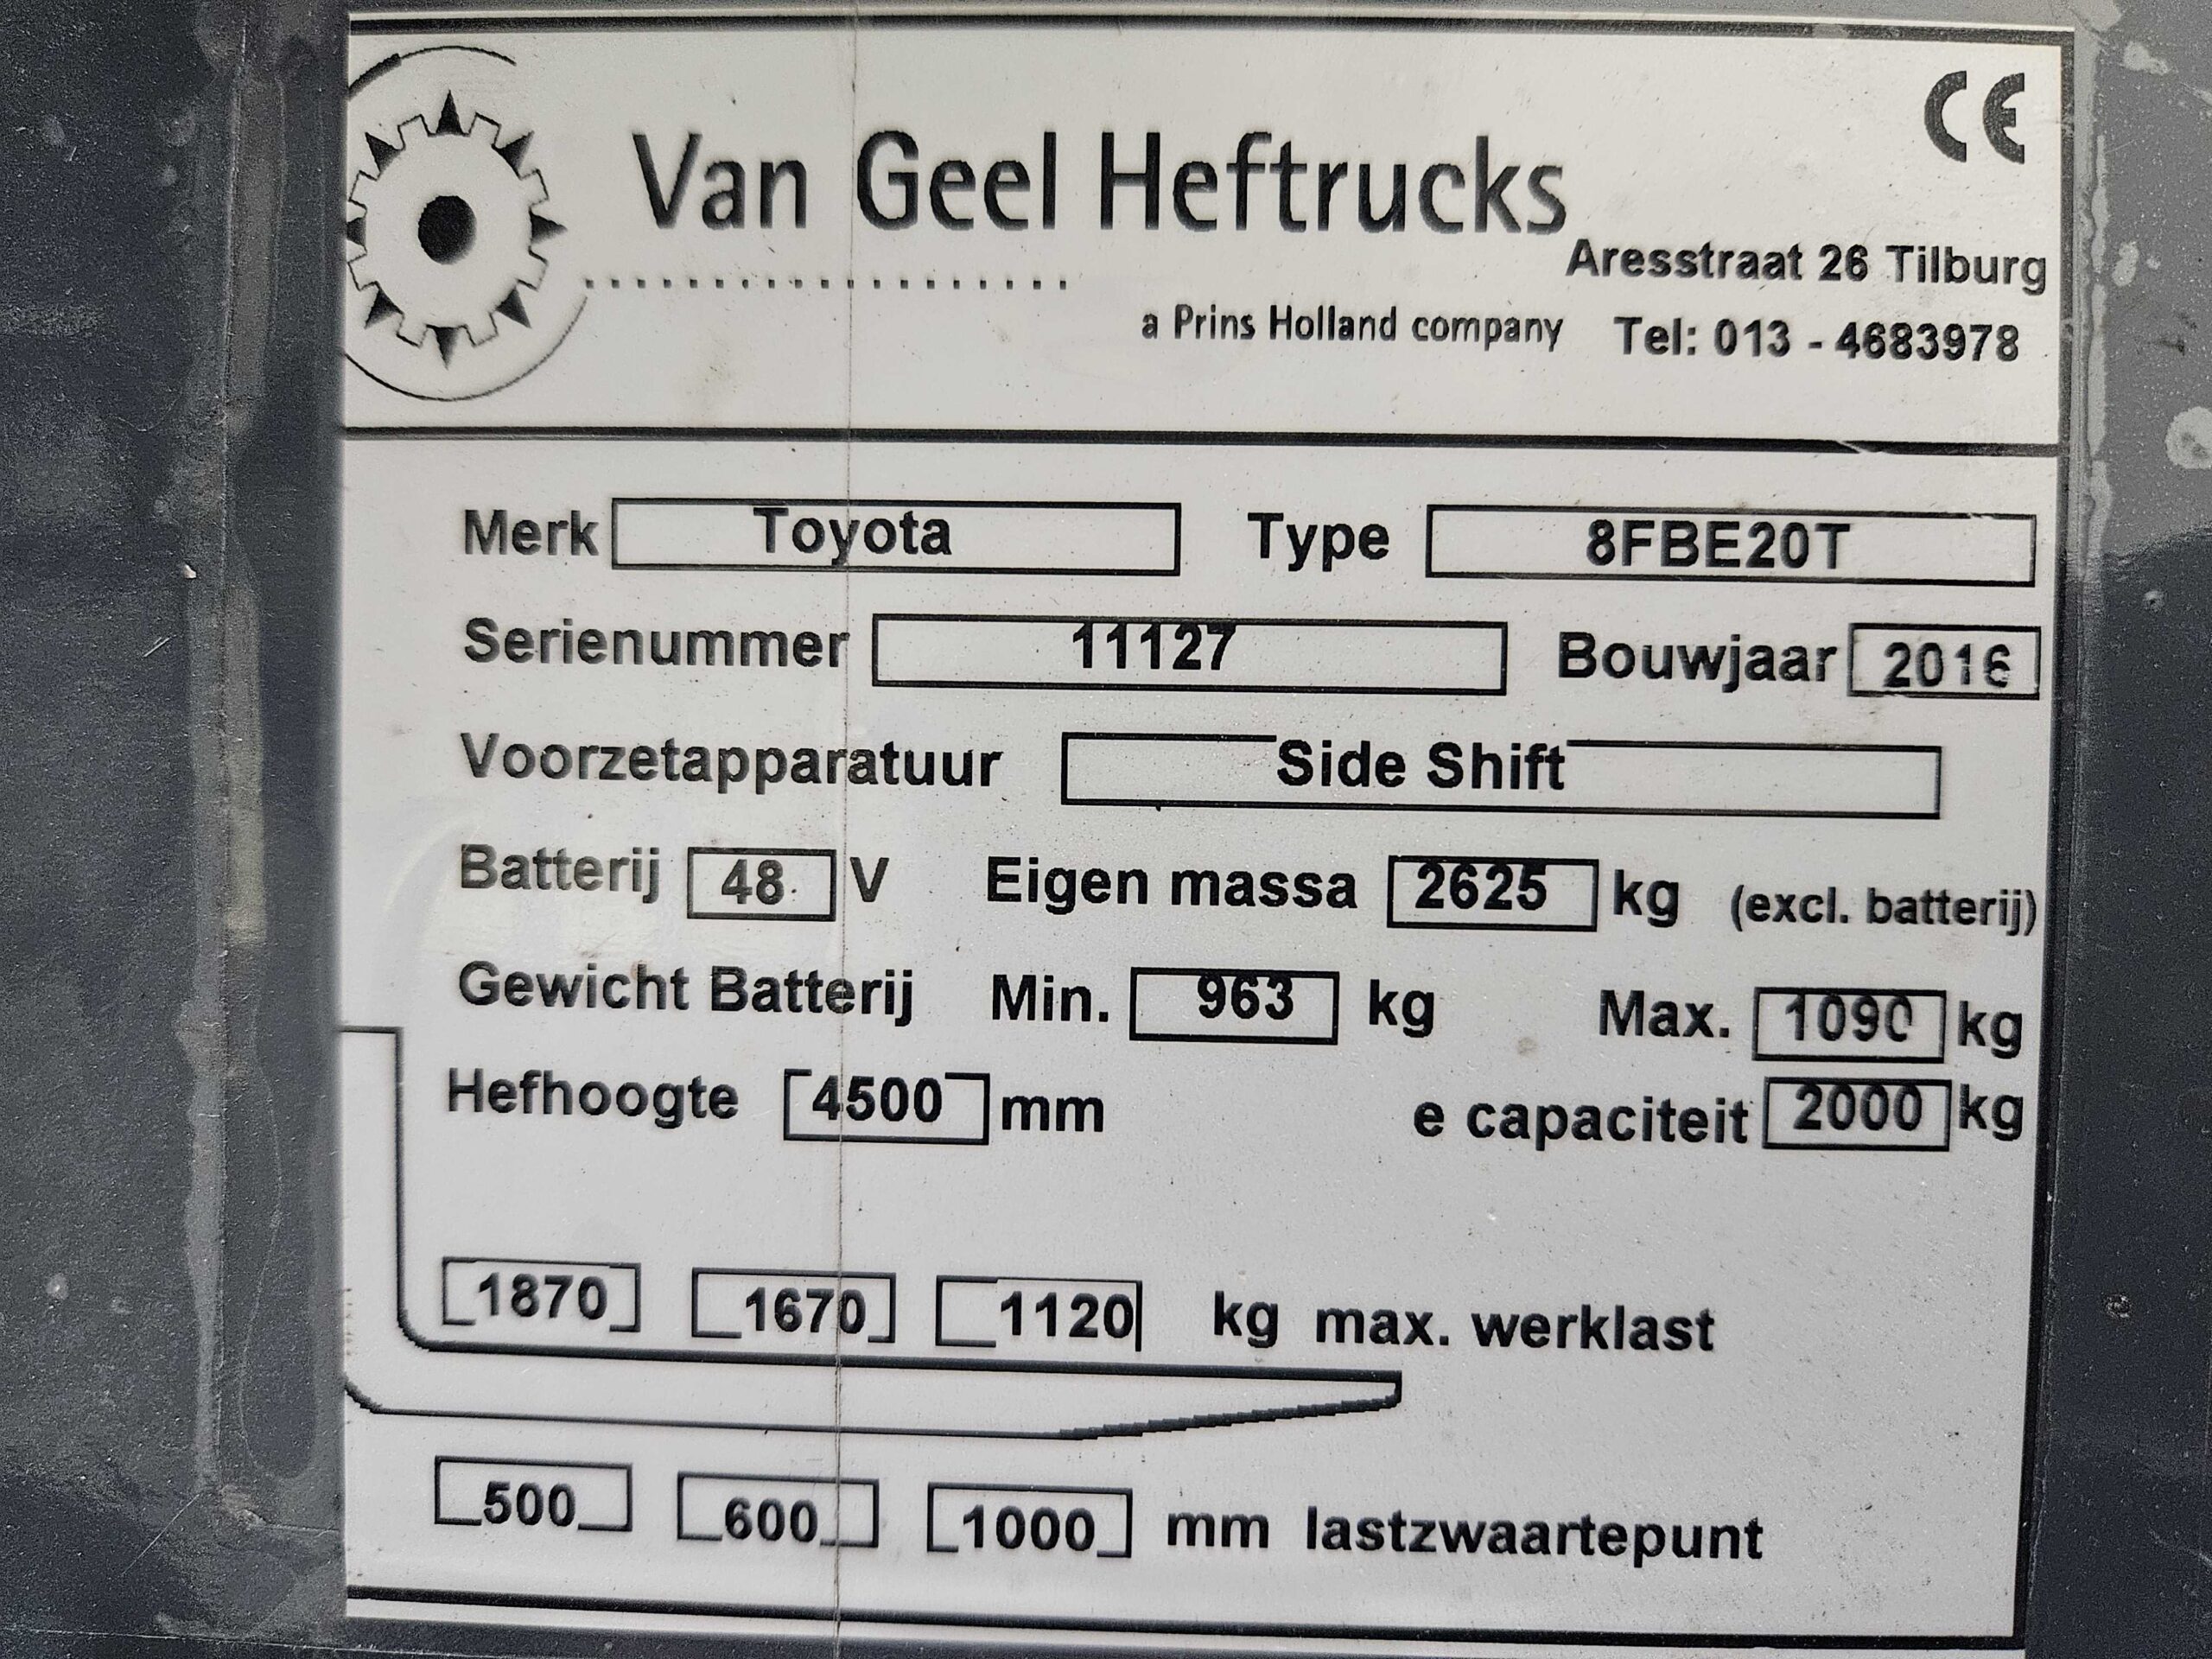 CE
Van Geel Heftrucks
Aresstraat 26 Tilburg
a Prins Holland company Tel: 013 - 4683978
Merk Toyota Type 8FBE20T
Serienummer 11127 Bouwjaar 2016
Voorzetapparatuur Side Shift
Batterij 48 V Eigen massa 2625 kg (excl. batterij)
Gewicht Batterij Min. 963 kg Max. 1090 kg
Hefhoogte 4500 mm e capaciteit 2000 kg
1870 1670 1120 kg max. werklast
500 600 1000 mm lastzwaartepunt